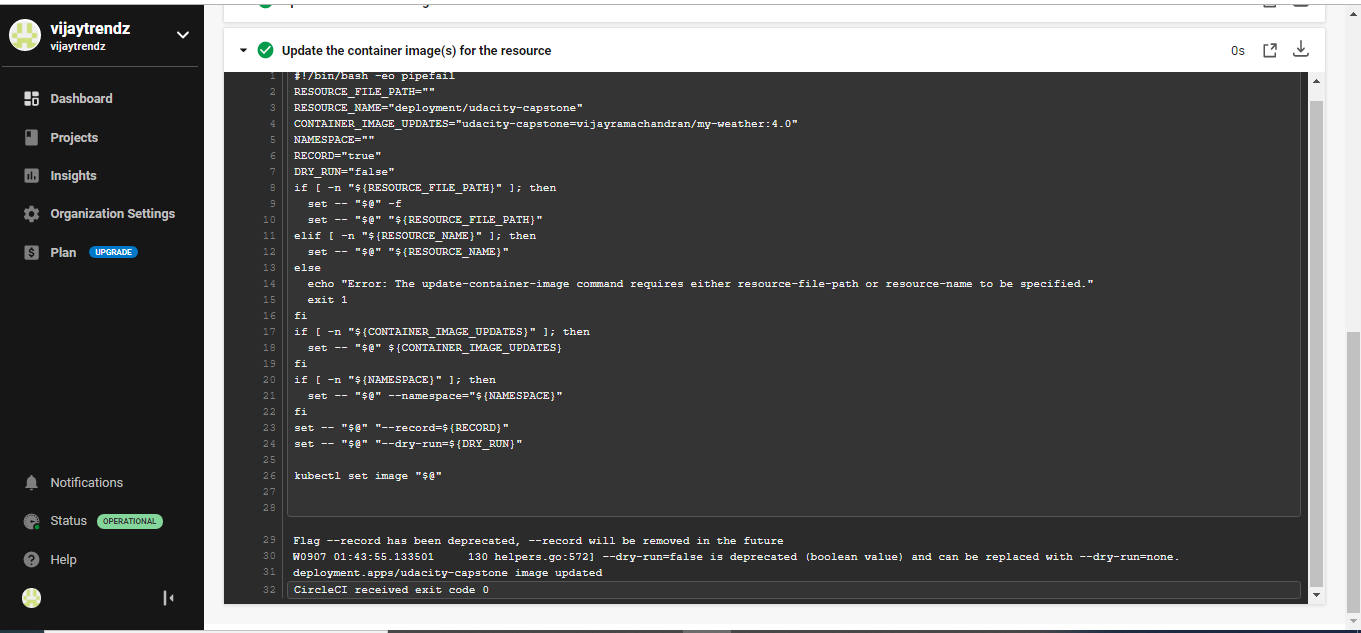 vijaytrendz
vijaytrendz
Dashboard
Projects
Insights
Organization Settings
Plan UPGRADE
Notifications
Status OPERATIONAL
Help
Update the container image(s) for the resource 0s
1 #!/bin/bash -eo pipefail
2 RESOURCE_FILE_PATH=""
3 RESOURCE_NAME="deployment/udacity-capstone"
4 CONTAINER_IMAGE_UPDATES="udacity-capstone=vijayramachandran/my-weather:4.0"
5 NAMESPACE=""
6 RECORD="true"
7 DRY_RUN="false"
8 if [ -n "${RESOURCE_FILE_PATH}" ]; then
9   set -- "$@" -f
10   set -- "$@" "${RESOURCE_FILE_PATH}"
11 elif [ -n "${RESOURCE_NAME}" ]; then
12   set -- "$@" "${RESOURCE_NAME}"
13 else
14   echo "Error: The update-container-image command requires either resource-file-path or resource-name to be specified."
15   exit 1
16 fi
17 if [ -n "${CONTAINER_IMAGE_UPDATES}" ]; then
18   set -- "$@" ${CONTAINER_IMAGE_UPDATES}
19 fi
20 if [ -n "${NAMESPACE}" ]; then
21   set -- "$@" --namespace="${NAMESPACE}"
22 fi
23 set -- "$@" "--record=${RECORD}"
24 set -- "$@" "--dry-run=${DRY_RUN}"
25
26 kubectl set image "$@"
27
28
29 Flag --record has been deprecated, --record will be removed in the future
30 W0907 01:43:55.133501     130 helpers.go:572] --dry-run=false is deprecated (boolean value) and can be replaced with --dry-run=none.
31 deployment.apps/udacity-capstone image updated
32 CircleCI received exit code 0